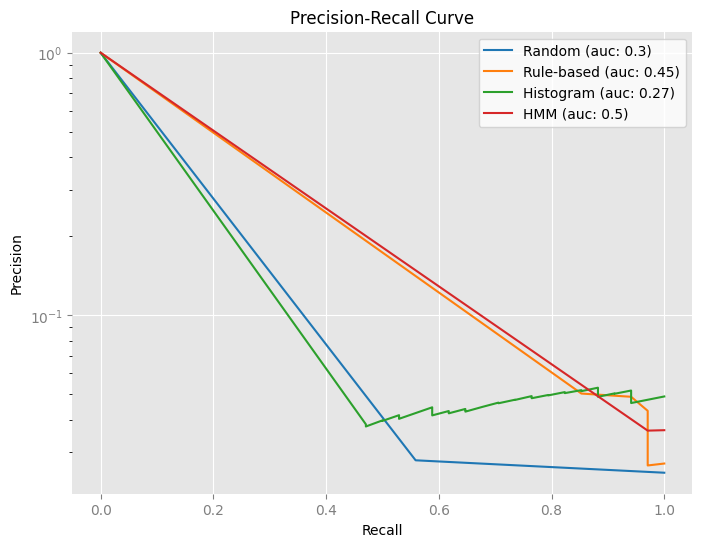 Precision-Recall Curve
Random (auc: 0.3)
Rule-based (auc: 0.45)
Histogram (auc: 0.27)
HMM (auc: 0.5)
Precision
10⁰
10⁻¹
0.0 0.2 0.4 0.6 0.8 1.0
Recall